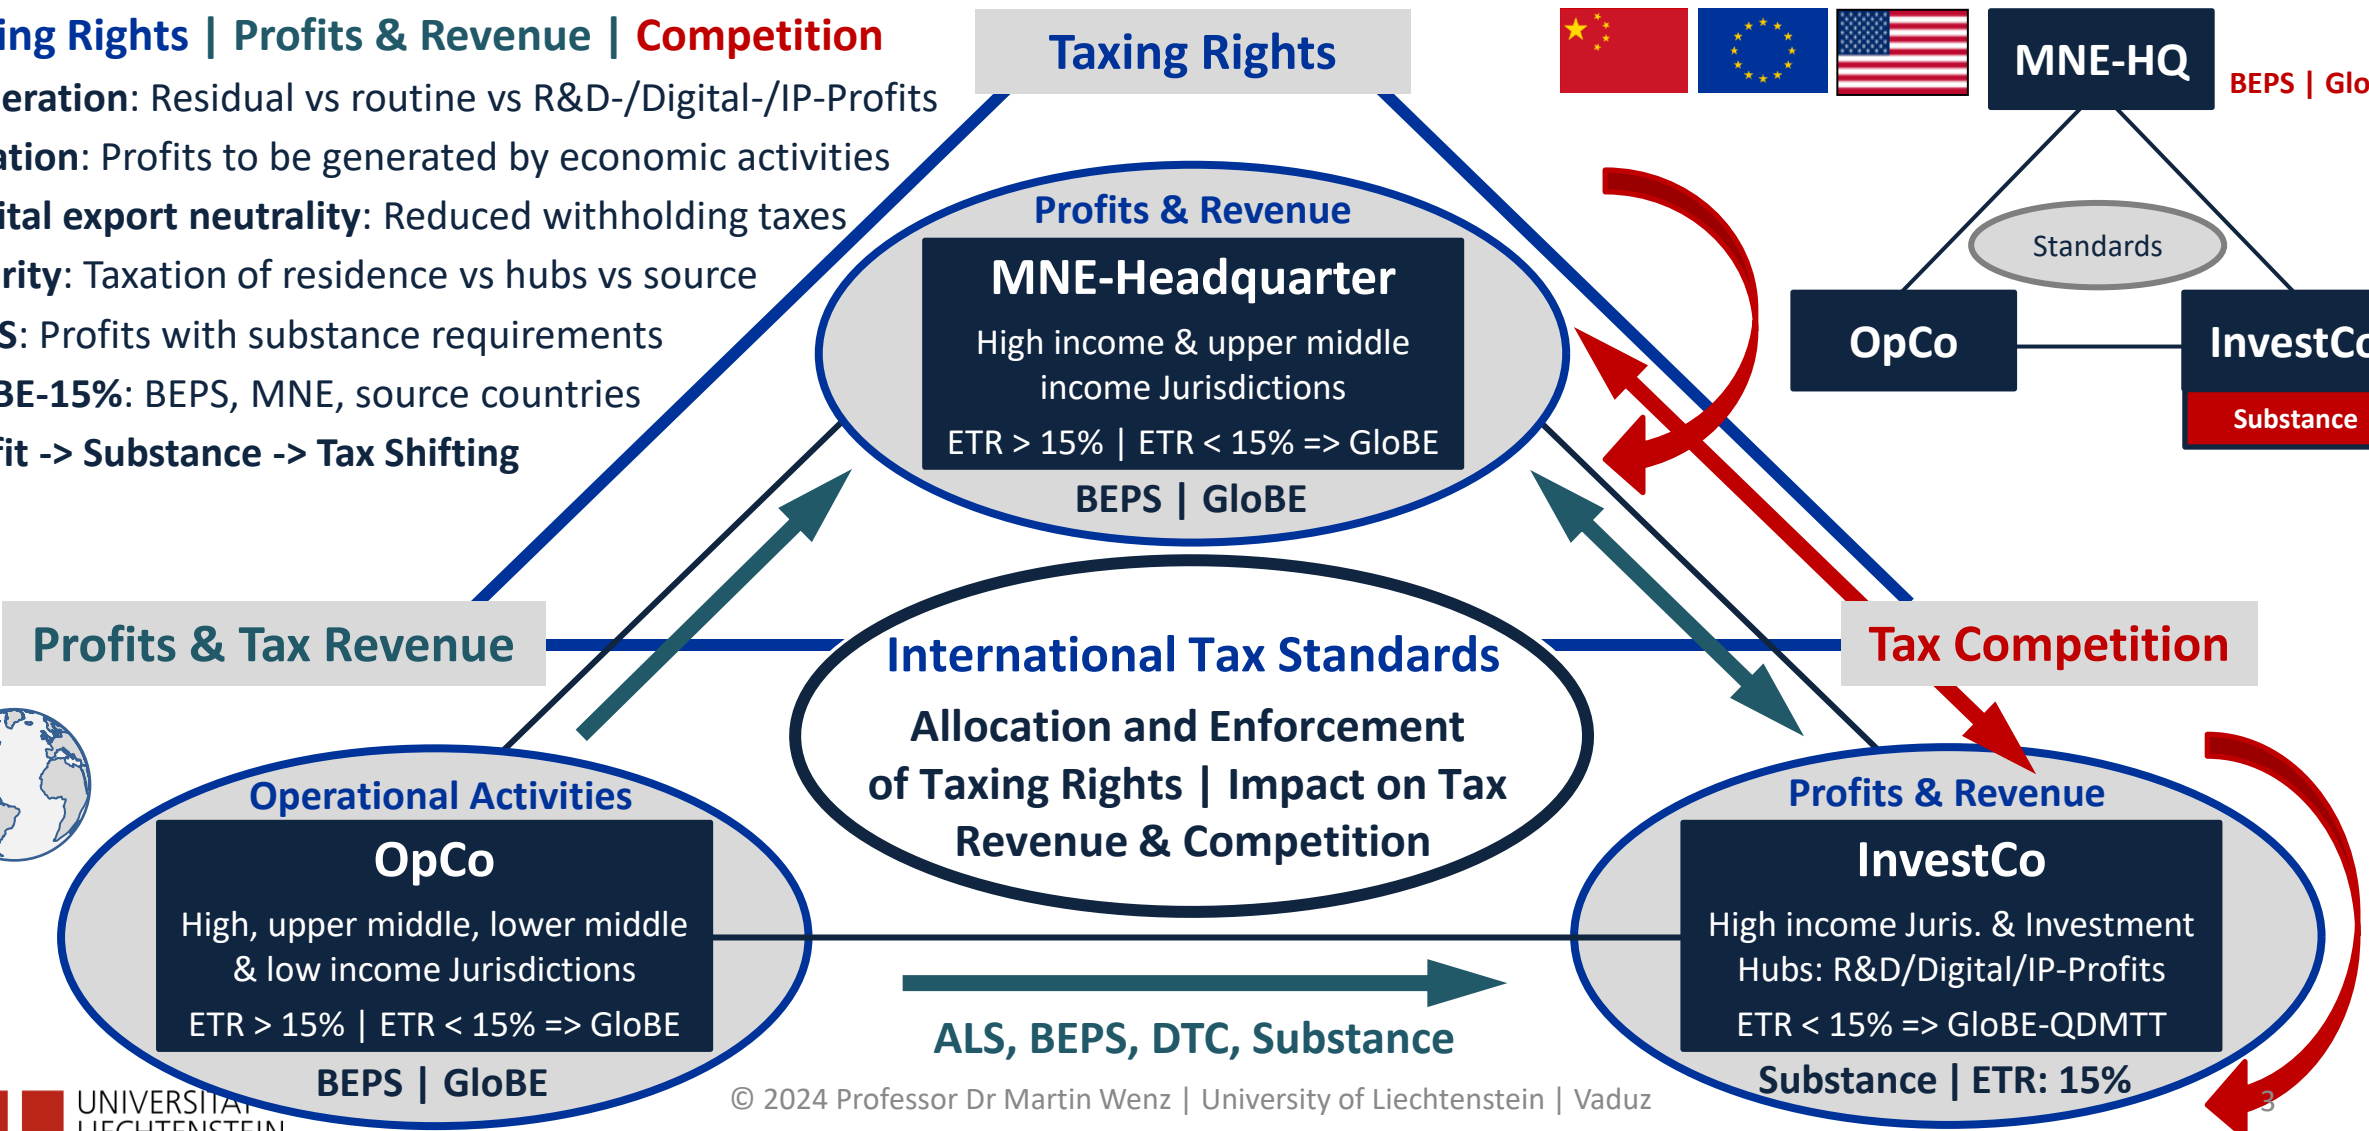 ing Rights | Profits & Revenue | Competition
eration: Residual vs routine vs R&D-/Digital-/IP-Profits
ation: Profits to be generated by economic activities
ital export neutrality: Reduced withholding taxes
rity: Taxation of residence vs hubs vs source
S: Profits with substance requirements
BE-15%: BEPS, MNE, source countries
fit -> Substance -> Tax Shifting
Taxing Rights
MNE-HQ
BEPS | Glo
Standards
OpCo
InvestCo
Substance
Profits & Revenue
MNE-Headquarter
High income & upper middle
income Jurisdictions
ETR > 15% | ETR < 15% => GloBE
BEPS | GloBE
Profits & Tax Revenue
International Tax Standards
Allocation and Enforcement
of Taxing Rights | Impact on Tax
Revenue & Competition
Tax Competition
Operational Activities
OpCo
High, upper middle, lower middle
& low income Jurisdictions
ETR > 15% | ETR < 15% => GloBE
BEPS | GloBE
ALS, BEPS, DTC, Substance
Profits & Revenue
InvestCo
High income Juris. & Investment
Hubs: R&D/Digital/IP-Profits
ETR < 15% => GloBE-QDMTT
Substance | ETR: 15%
UNIVERSITÄT
LIECHTENSTEIN
© 2024 Professor Dr Martin Wenz | University of Liechtenstein | Vaduz
3